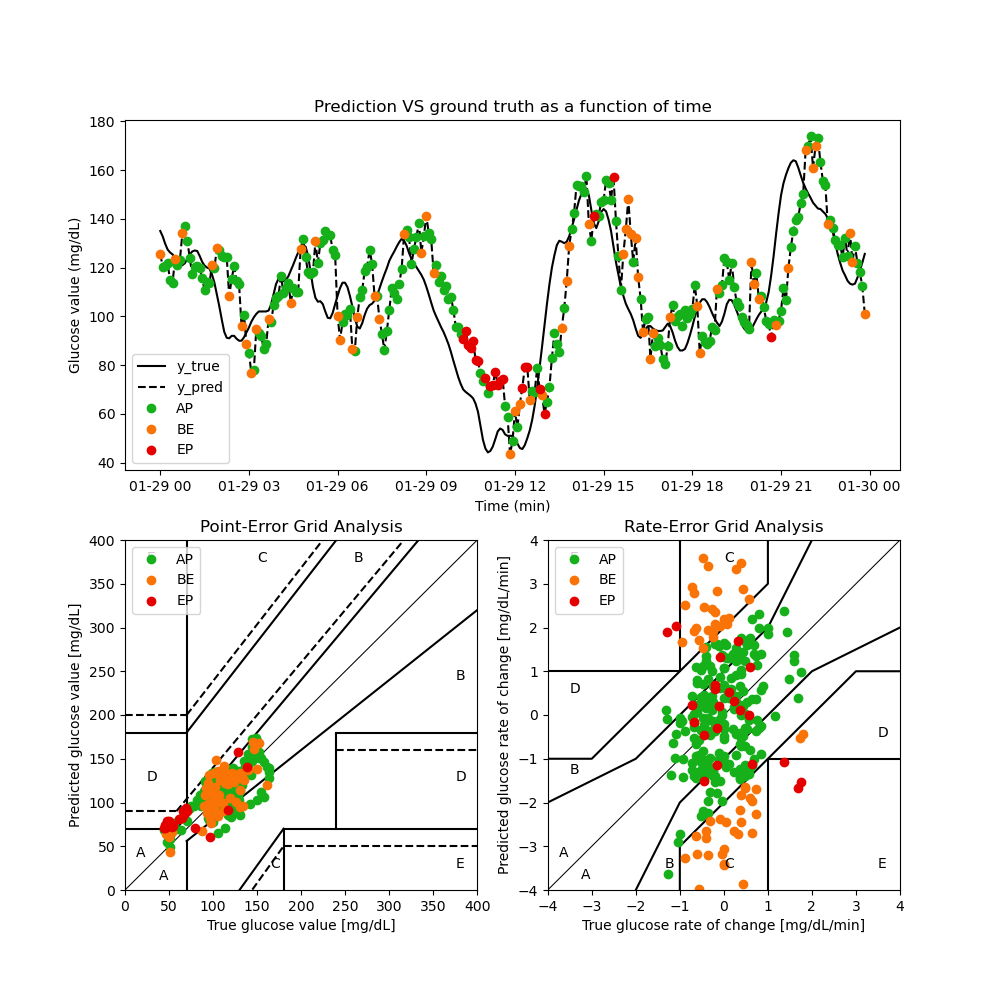 Prediction VS ground truth as a function of time
Glucose value (mg/dL)
180
160
140
120
100
80
60
40
y_true
y_pred
AP
BE
EP
01-29 00 01-29 03 01-29 06 01-29 09 01-29 12 01-29 15 01-29 18 01-29 21 01-30 00
Time (min)
Point-Error Grid Analysis
Predicted glucose value [mg/dL]
400
350
300
250
200
150
100
50
0
AP
BE
EP
C B
B
D D
A
A C E
0 50 100 150 200 250 300 350 400
True glucose value [mg/dL]
Rate-Error Grid Analysis
Predicted glucose rate of change [mg/dL/min]
4
3
2
1
0
−1
−2
−3
−4
AP
BE
EP
C
D
D
B
A
A B C E
−4 −3 −2 −1 0 1 2 3 4
True glucose rate of change [mg/dL/min]